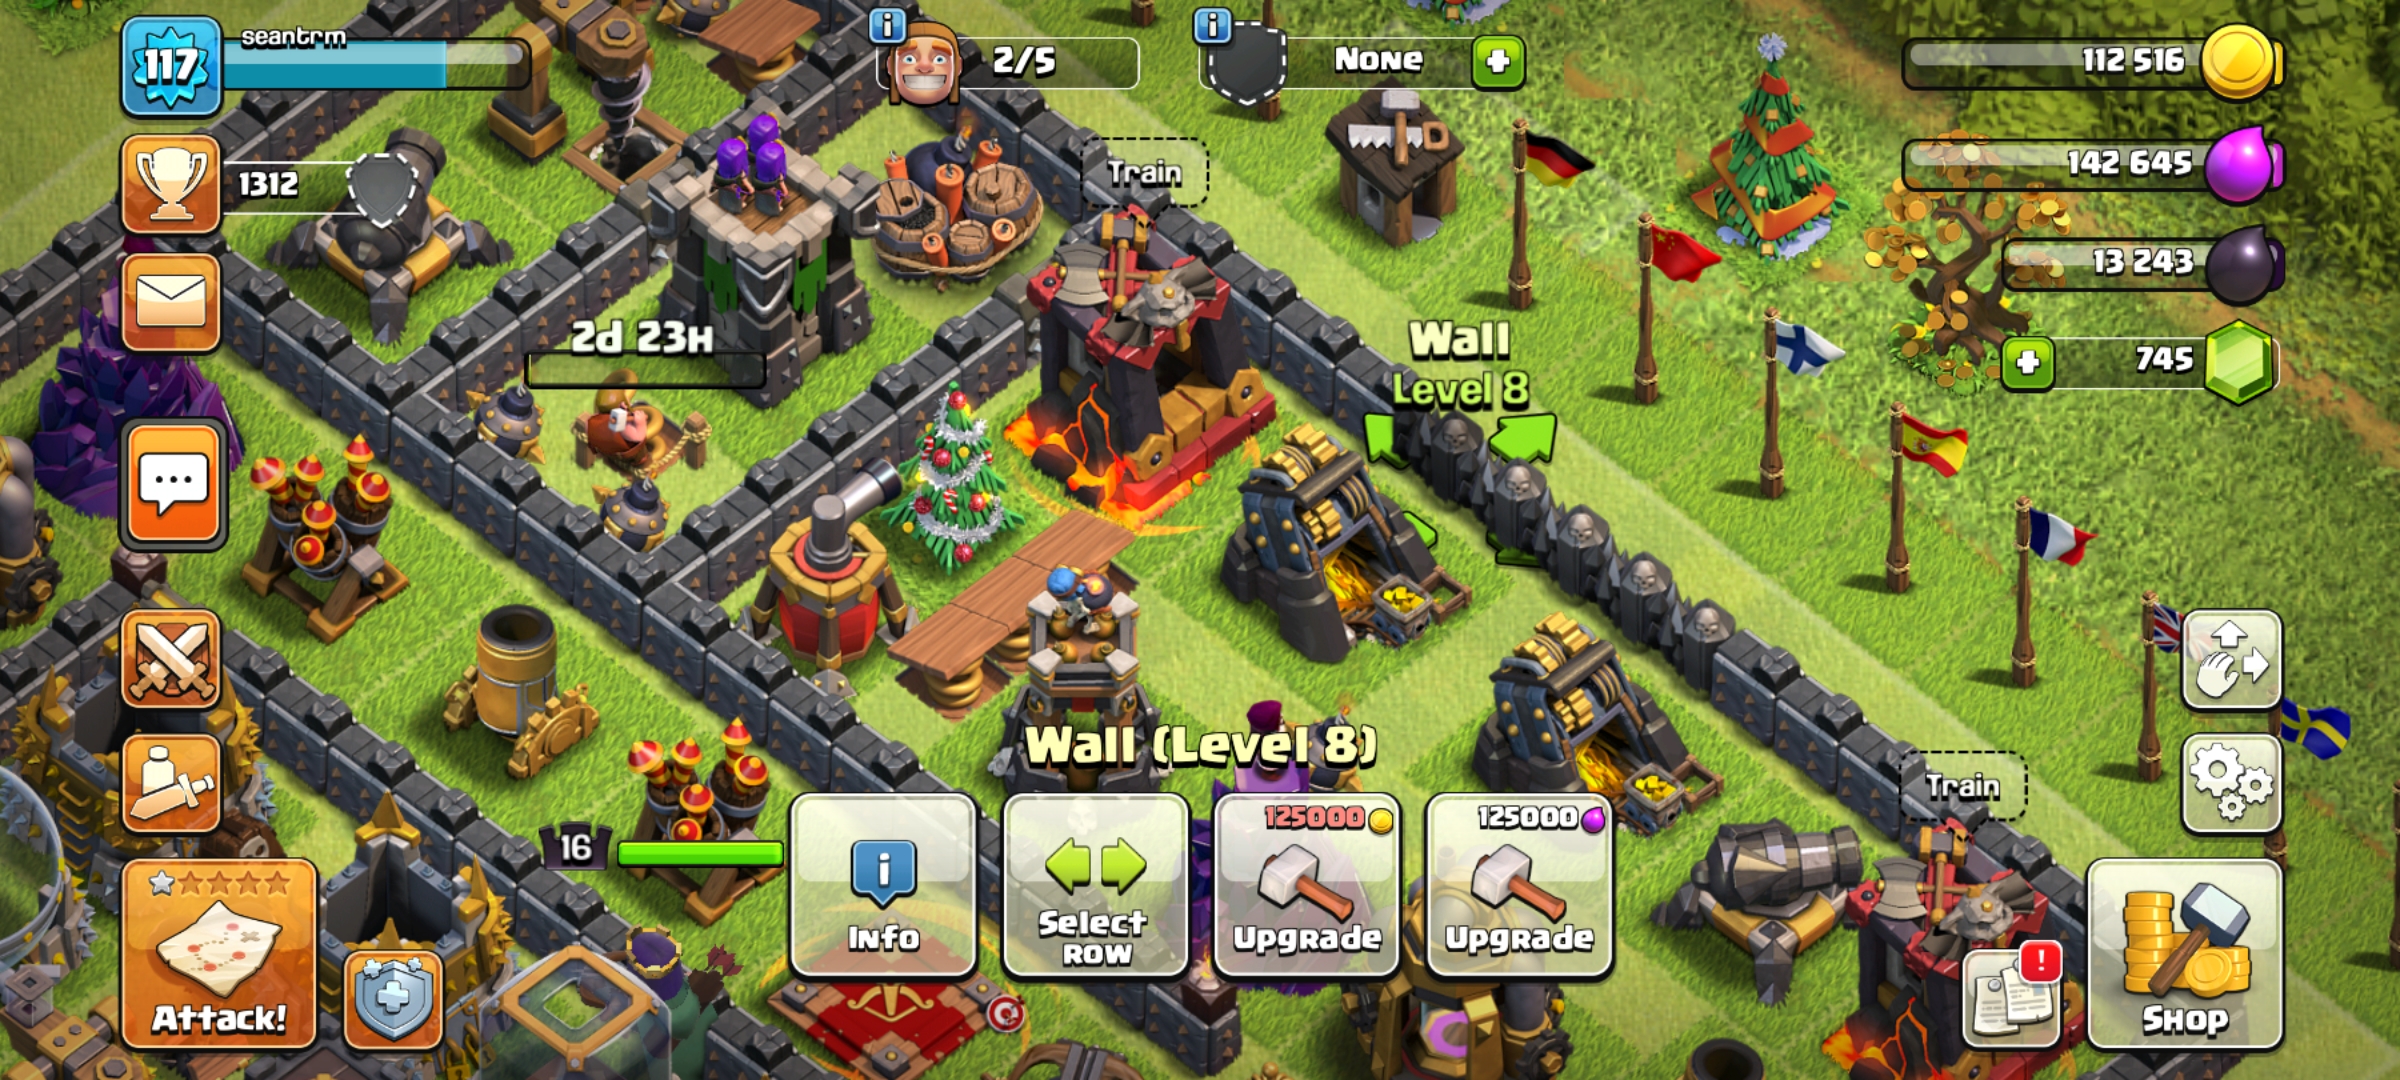 117
seantrm
2/5
None
112 516
142 645
13 243
745
1312
Train
2d 23h
Wall
Level 8
Wall (Level 8)
Train
16
Info
Select
row
125000
Upgrade
125000
Upgrade
Attack!
!
Shop